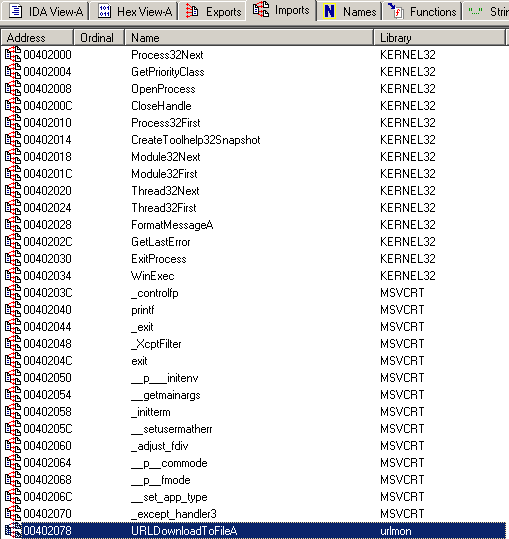 IDA View-A Hex View-A Exports Imports N Names Functions "..." Strin
Address Ordinal Name Library
00402000 Process32Next KERNEL32
00402004 GetPriorityClass KERNEL32
00402008 OpenProcess KERNEL32
0040200C CloseHandle KERNEL32
00402010 Process32First KERNEL32
00402014 CreateToolhelp32Snapshot KERNEL32
00402018 Module32Next KERNEL32
0040201C Module32First KERNEL32
00402020 Thread32Next KERNEL32
00402024 Thread32First KERNEL32
00402028 FormatMessageA KERNEL32
0040202C GetLastError KERNEL32
00402030 ExitProcess KERNEL32
00402034 WinExec KERNEL32
0040203C _controlfp MSVCRT
00402040 printf MSVCRT
00402044 _exit MSVCRT
00402048 _XcptFilter MSVCRT
0040204C exit MSVCRT
00402050 __p___initenv MSVCRT
00402054 __getmainargs MSVCRT
00402058 _initterm MSVCRT
0040205C __setusermatherr MSVCRT
00402060 _adjust_fdiv MSVCRT
00402064 __p__commode MSVCRT
00402068 __p__fmode MSVCRT
0040206C __set_app_type MSVCRT
00402070 _except_handler3 MSVCRT
00402078 URLDownloadToFileA urlmon